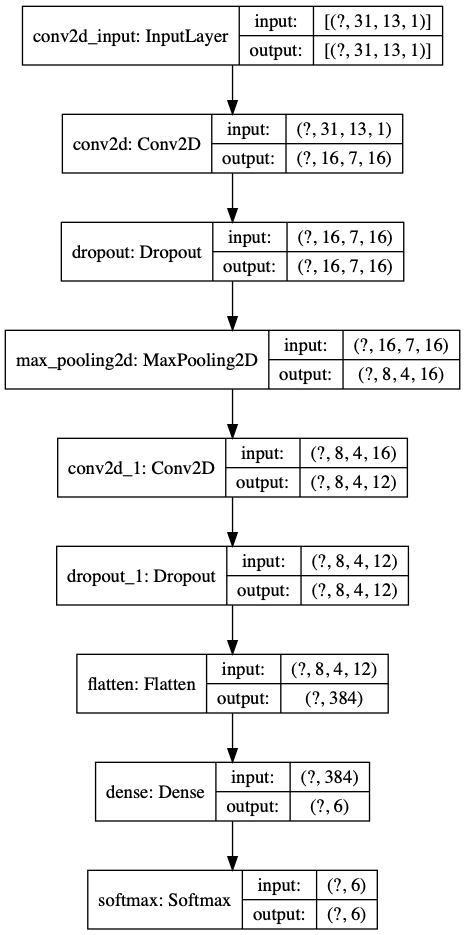 conv2d_input: InputLayer
input: [(?, 31, 13, 1)]
output: [(?, 31, 13, 1)]
conv2d: Conv2D
input: (?, 31, 13, 1)
output: (?, 16, 7, 16)
dropout: Dropout
input: (?, 16, 7, 16)
output: (?, 16, 7, 16)
max_pooling2d: MaxPooling2D
input: (?, 16, 7, 16)
output: (?, 8, 4, 16)
conv2d_1: Conv2D
input: (?, 8, 4, 16)
output: (?, 8, 4, 12)
dropout_1: Dropout
input: (?, 8, 4, 12)
output: (?, 8, 4, 12)
flatten: Flatten
input: (?, 8, 4, 12)
output: (?, 384)
dense: Dense
input: (?, 384)
output: (?, 6)
softmax: Softmax
input: (?, 6)
output: (?, 6)